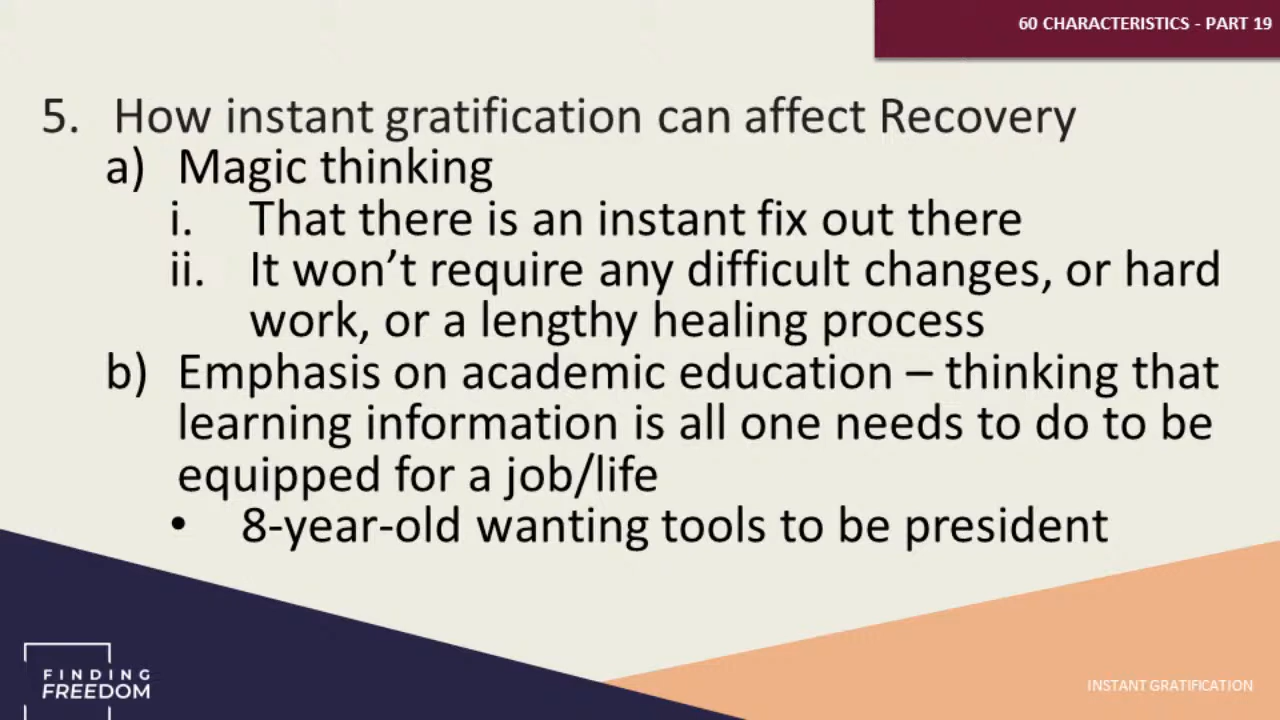 60 CHARACTERISTICS - PART 19
5. How instant gratification can affect Recovery
a) Magic thinking
i. That there is an instant fix out there
ii. It won’t require any difficult changes, or hard
work, or a lengthy healing process
b) Emphasis on academic education – thinking that
learning information is all one needs to do to be
equipped for a job/life
• 8-year-old wanting tools to be president
FINDING
FREEDOM
INSTANT GRATIFICATION